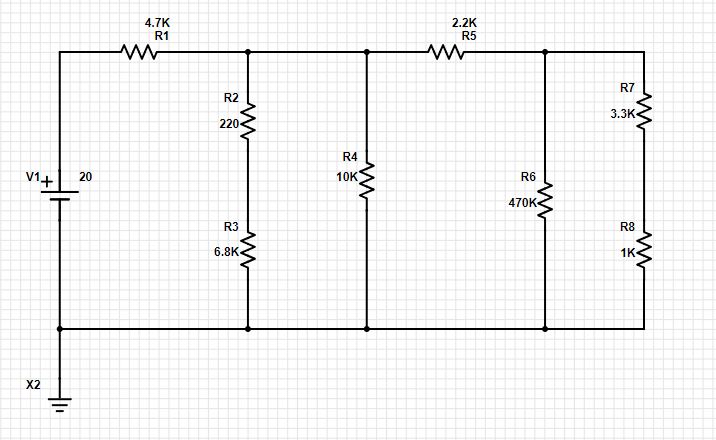 4.7K
R1
2.2K
R5
R2
220
R7
3.3K
V1
+
20
R4
10K
R6
470K
R3
6.8K
R8
1K
X2